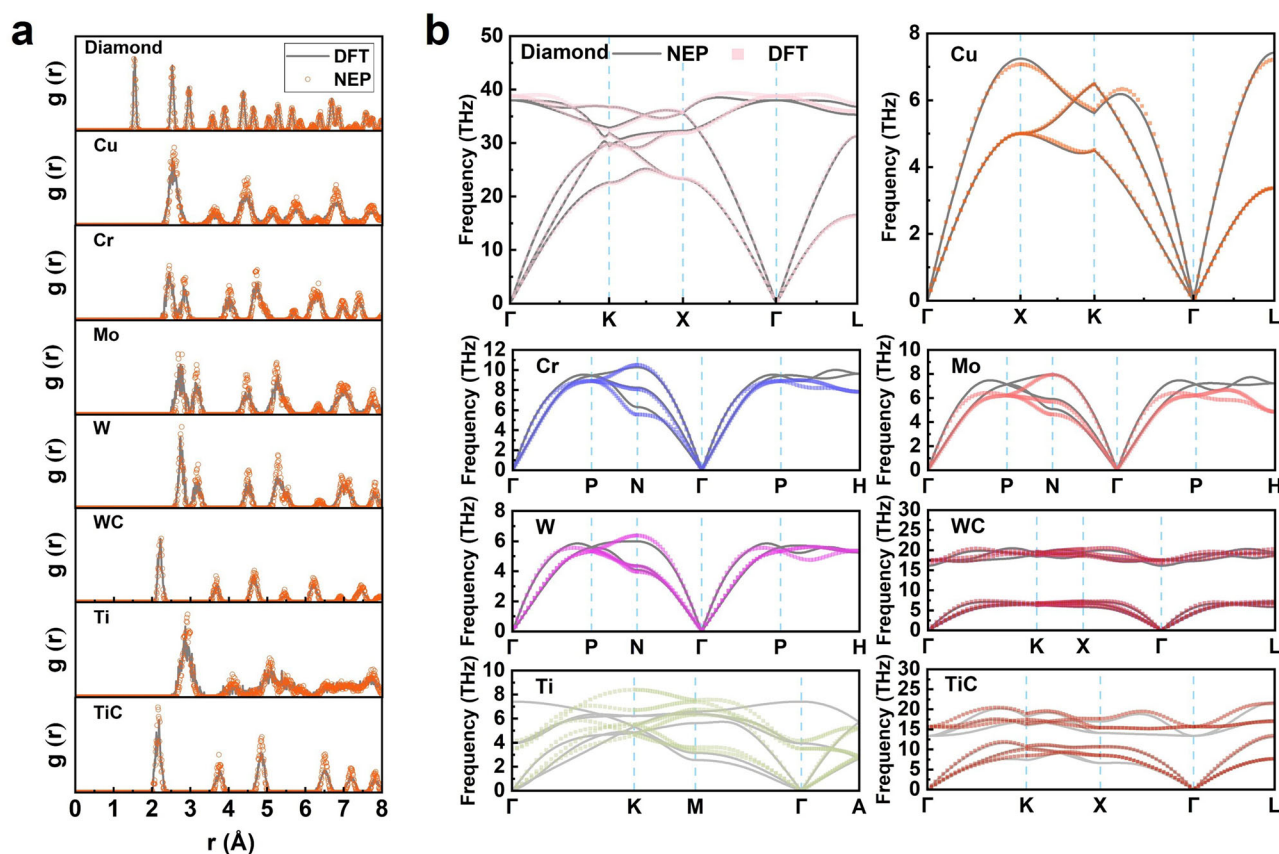 a
Diamond
DFT
NEP
g (r)
Cu
g (r)
Cr
g (r)
Mo
g (r)
W
g (r)
WC
g (r)
Ti
g (r)
TiC
g (r)
0 1 2 3 4 5 6 7 8
r (Å)
b
Diamond NEP DFT
Frequency (THz)
50
40
30
20
10
0
Γ K X Γ L
Cu
Frequency (THz)
8
6
4
2
0
Γ X K Γ L
Cr
Frequency (THz)
12
10
8
6
4
2
0
Γ P N Γ P H
Mo
Frequency (THz)
10
8
6
4
2
0
Γ P N Γ P H
W
Frequency (THz)
8
6
4
2
0
Γ P N Γ P H
WC
Frequency (THz)
30
25
20
15
10
5
0
Γ K X Γ L
Ti
Frequency (THz)
10
8
6
4
2
0
Γ K M Γ A
TiC
Frequency (THz)
30
25
20
15
10
5
0
Γ K X Γ L